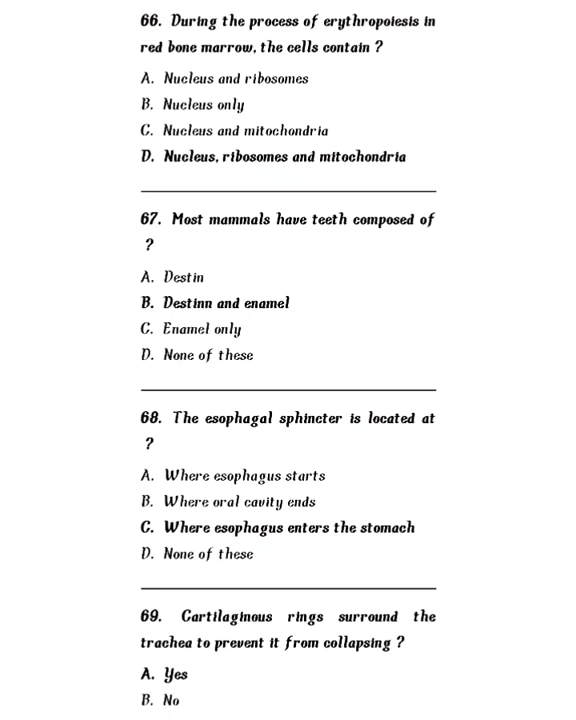 66. During the process of erythropoiesis in
red bone marrow, the cells contain ?
A. Nucleus and ribosomes
B. Nucleus only
C. Nucleus and mitochondria
D. Nucleus, ribosomes and mitochondria
67. Most mammals have teeth composed of
?
A. Destin
B. Destinn and enamel
C. Enamel only
D. None of these
68. The esophagal sphincter is located at
?
A. Where esophagus starts
B. Where oral cavity ends
C. Where esophagus enters the stomach
D. None of these
69. Cartilaginous rings surround the
trachea to prevent it from collapsing ?
A. Yes
B. No